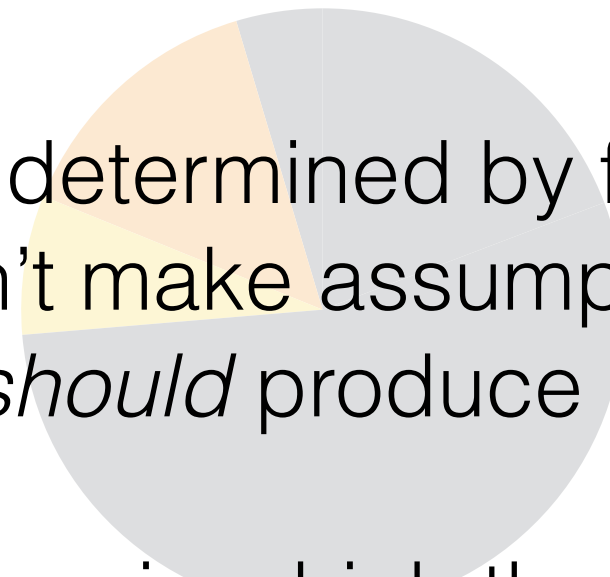 determined by f
n’t make assump
should produce